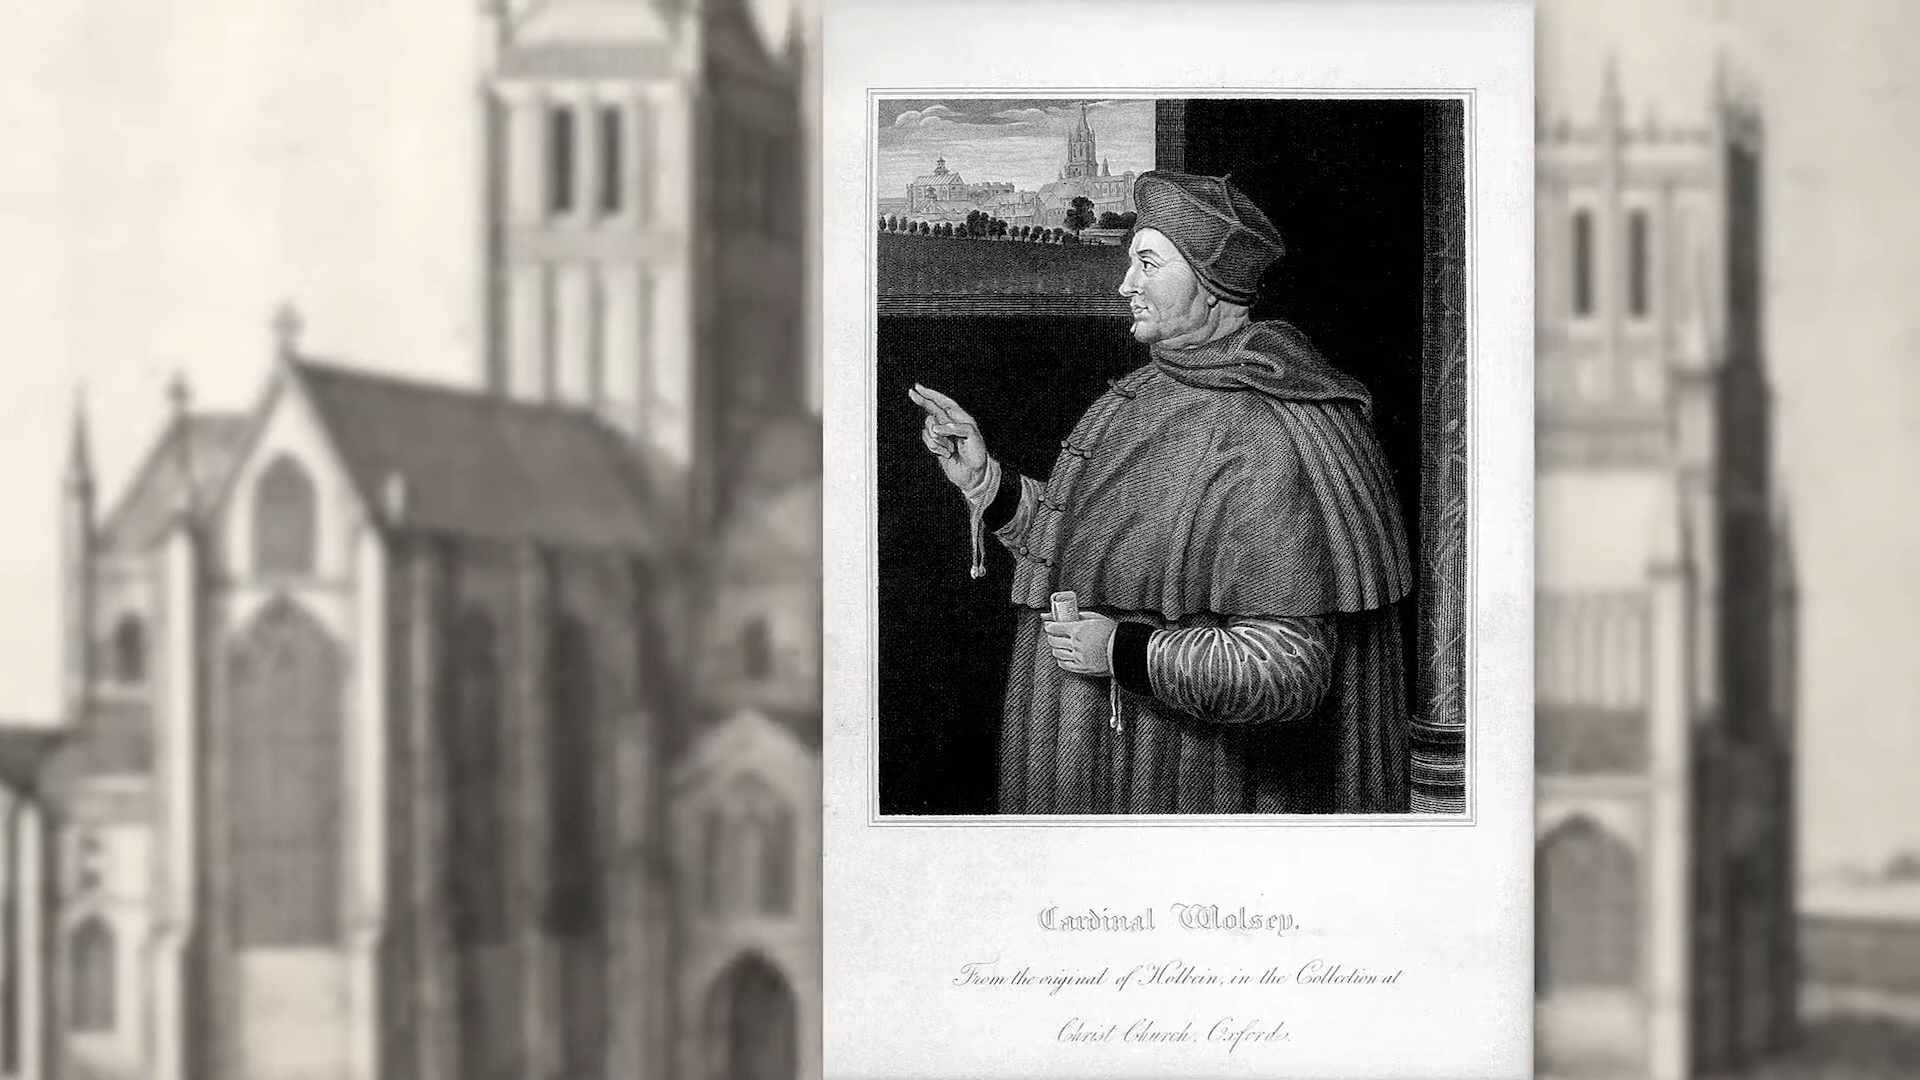 Cardinal Wolsey.
From the original of Holbein, in the Collection at
Christ Church, Oxford.